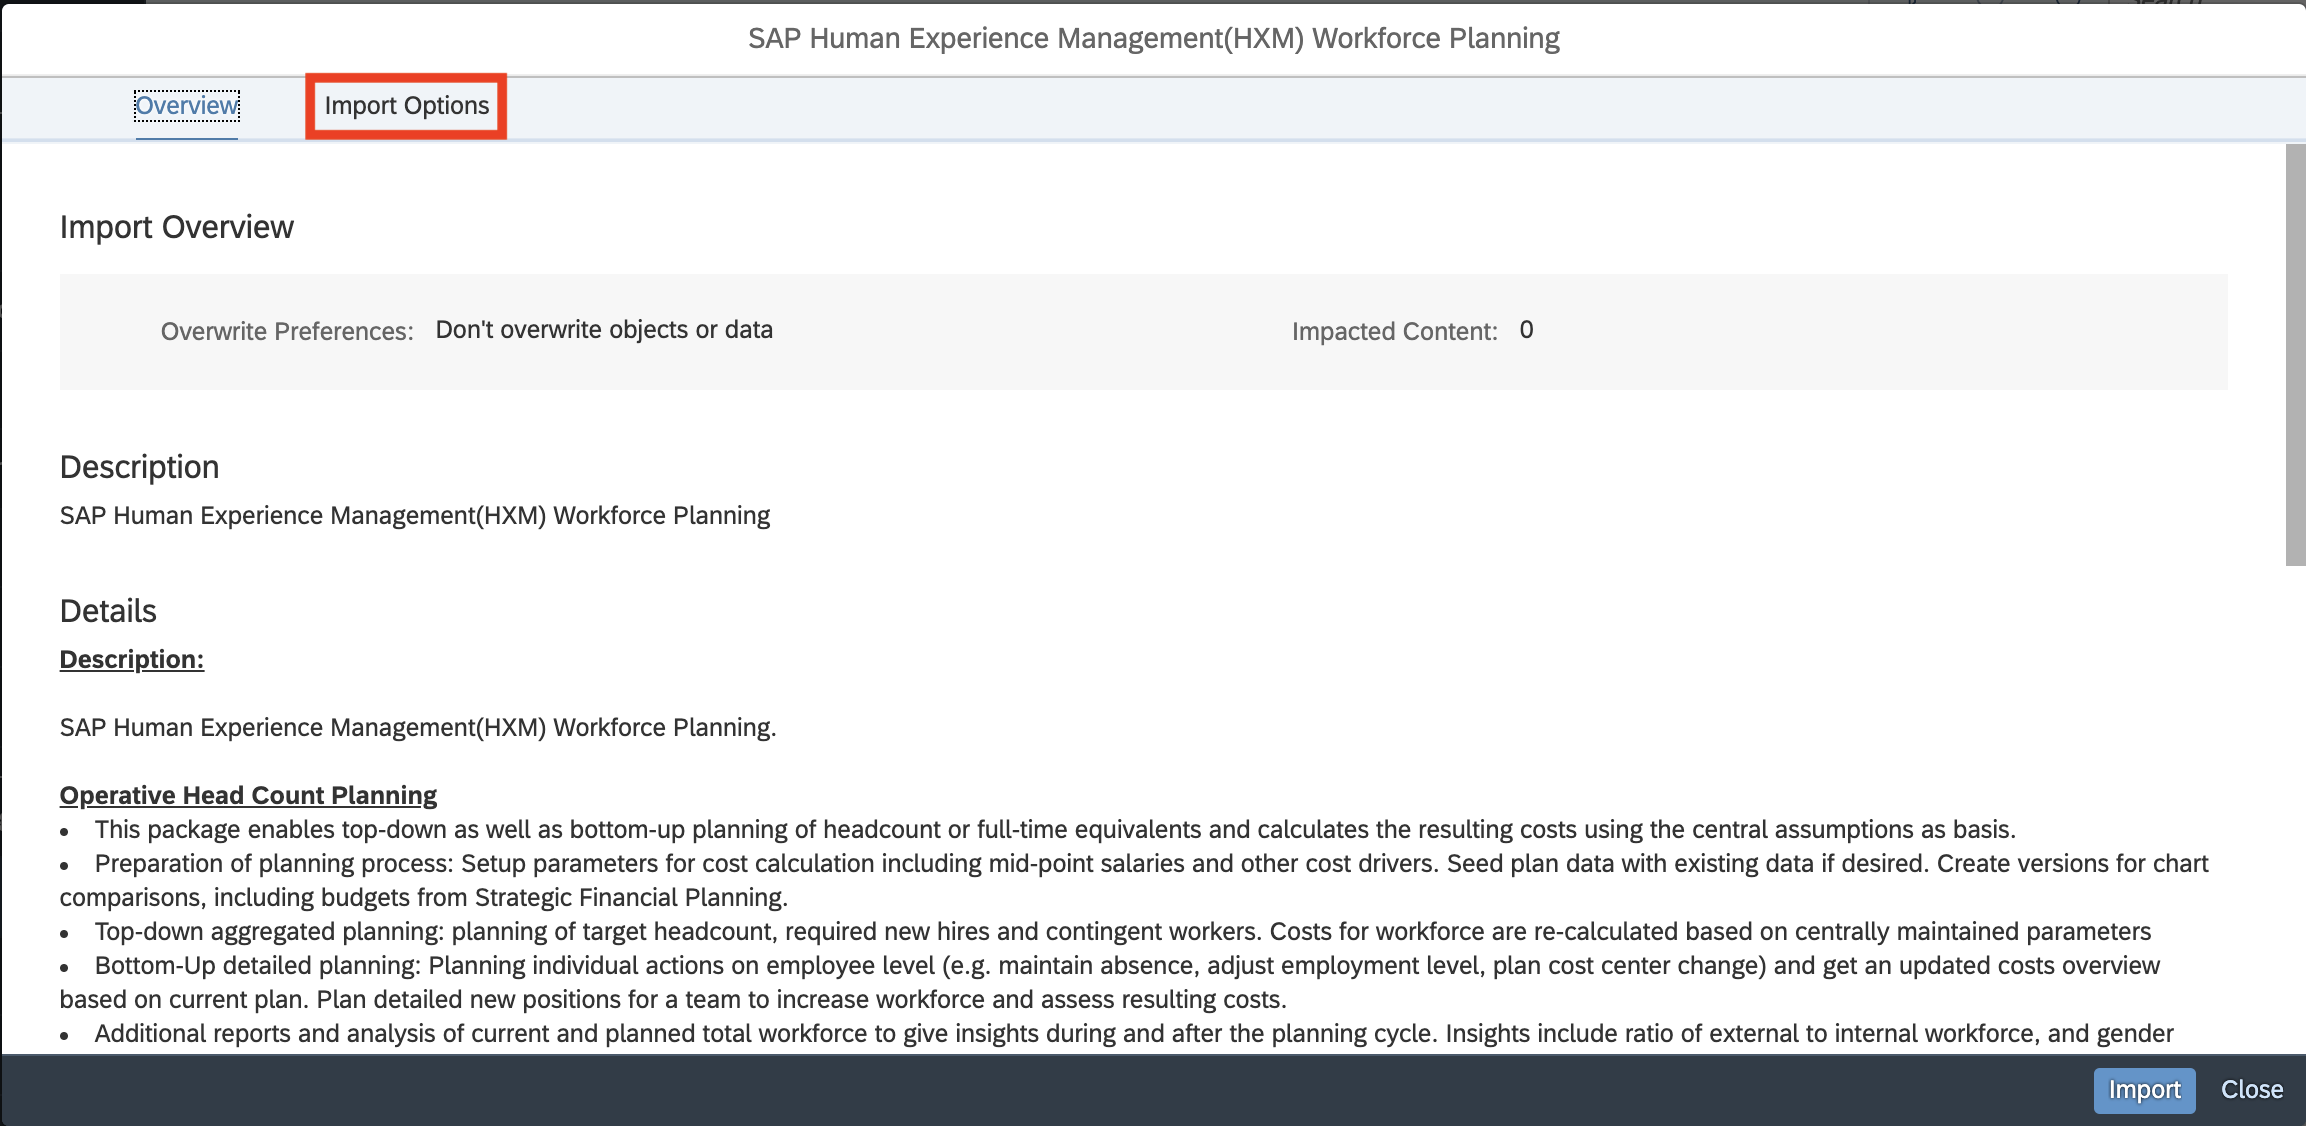 SAP Human Experience Management(HXM) Workforce Planning
Overview
Import Options
Import Overview
Overwrite Preferences: Don't overwrite objects or data
Impacted Content: 0
Description
SAP Human Experience Management(HXM) Workforce Planning
Details
Description:
SAP Human Experience Management(HXM) Workforce Planning.
Operative Head Count Planning
• This package enables top-down as well as bottom-up planning of headcount or full-time equivalents and calculates the resulting costs using the central assumptions as basis.
• Preparation of planning process: Setup parameters for cost calculation including mid-point salaries and other cost drivers. Seed plan data with existing data if desired. Create versions for chart
comparisons, including budgets from Strategic Financial Planning.
• Top-down aggregated planning: planning of target headcount, required new hires and contingent workers. Costs for workforce are re-calculated based on centrally maintained parameters
• Bottom-Up detailed planning: Planning individual actions on employee level (e.g. maintain absence, adjust employment level, plan cost center change) and get an updated costs overview
based on current plan. Plan detailed new positions for a team to increase workforce and assess resulting costs.
• Additional reports and analysis of current and planned total workforce to give insights during and after the planning cycle. Insights include ratio of external to internal workforce, and gender
Import
Close